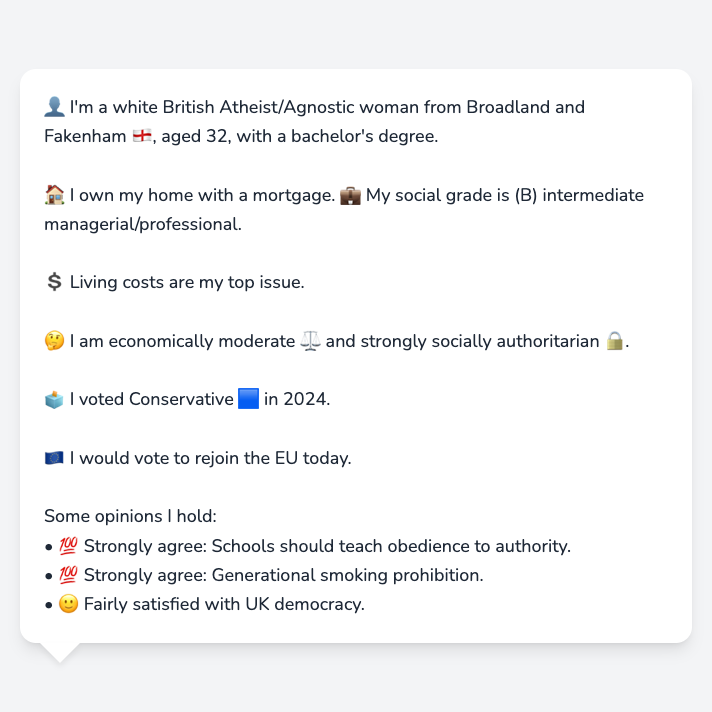 👤 I'm a white British Atheist/Agnostic woman from Broadland and
Fakenham 🏴󠁧󠁢󠁥󠁮󠁧󠁿, aged 32, with a bachelor's degree.
🏠 I own my home with a mortgage. 💼 My social grade is (B) intermediate
managerial/professional.
💲 Living costs are my top issue.
🤔 I am economically moderate ⚖️ and strongly socially authoritarian 🔒.
🗳️ I voted Conservative 🟦 in 2024.
🇪🇺 I would vote to rejoin the EU today.
Some opinions I hold:
• 💯 Strongly agree: Schools should teach obedience to authority.
• 💯 Strongly agree: Generational smoking prohibition.
• 🙂 Fairly satisfied with UK democracy.